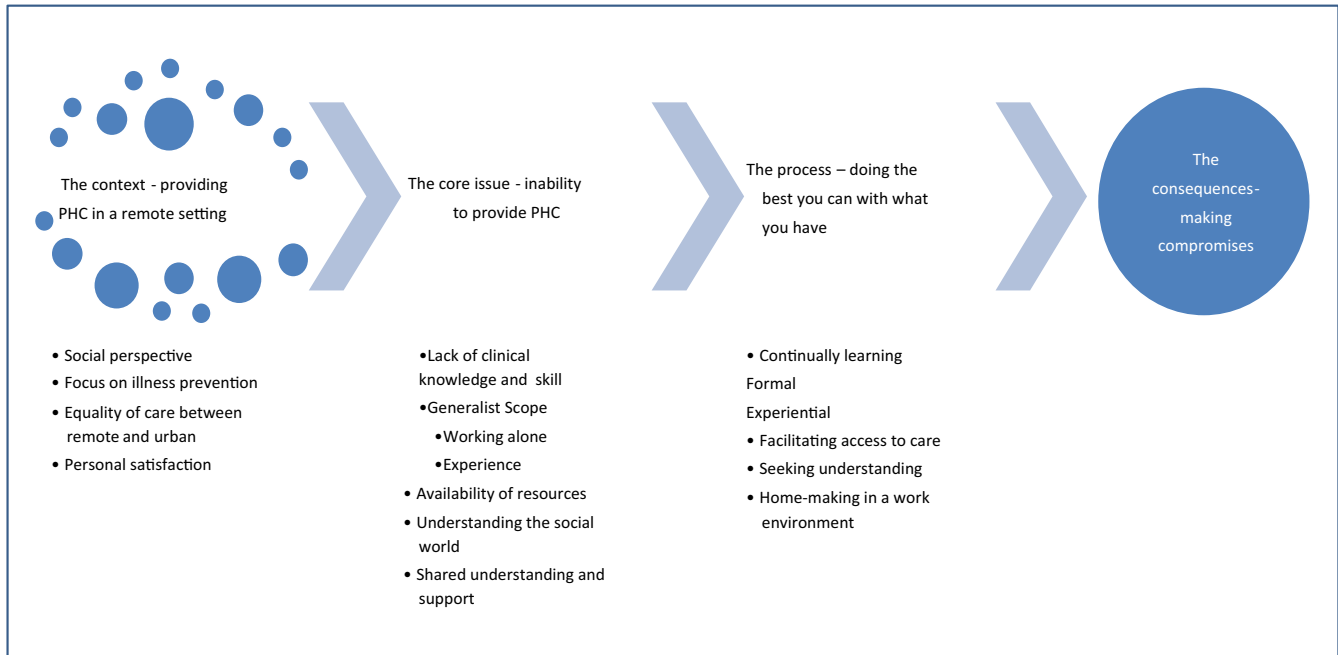 The context - providing
PHC in a remote setting
• Social perspective
• Focus on illness prevention
• Equality of care between
remote and urban
• Personal satisfaction
The core issue - inability
to provide PHC
•Lack of clinical
knowledge and skill
•Generalist Scope
•Working alone
•Experience
• Availability of resources
• Understanding the social
world
• Shared understanding and
support
The process – doing the
best you can with what
you have
• Continually learning
Formal
Experiential
• Facilitating access to care
• Seeking understanding
• Home-making in a work
environment
The
consequences-
making
compromises